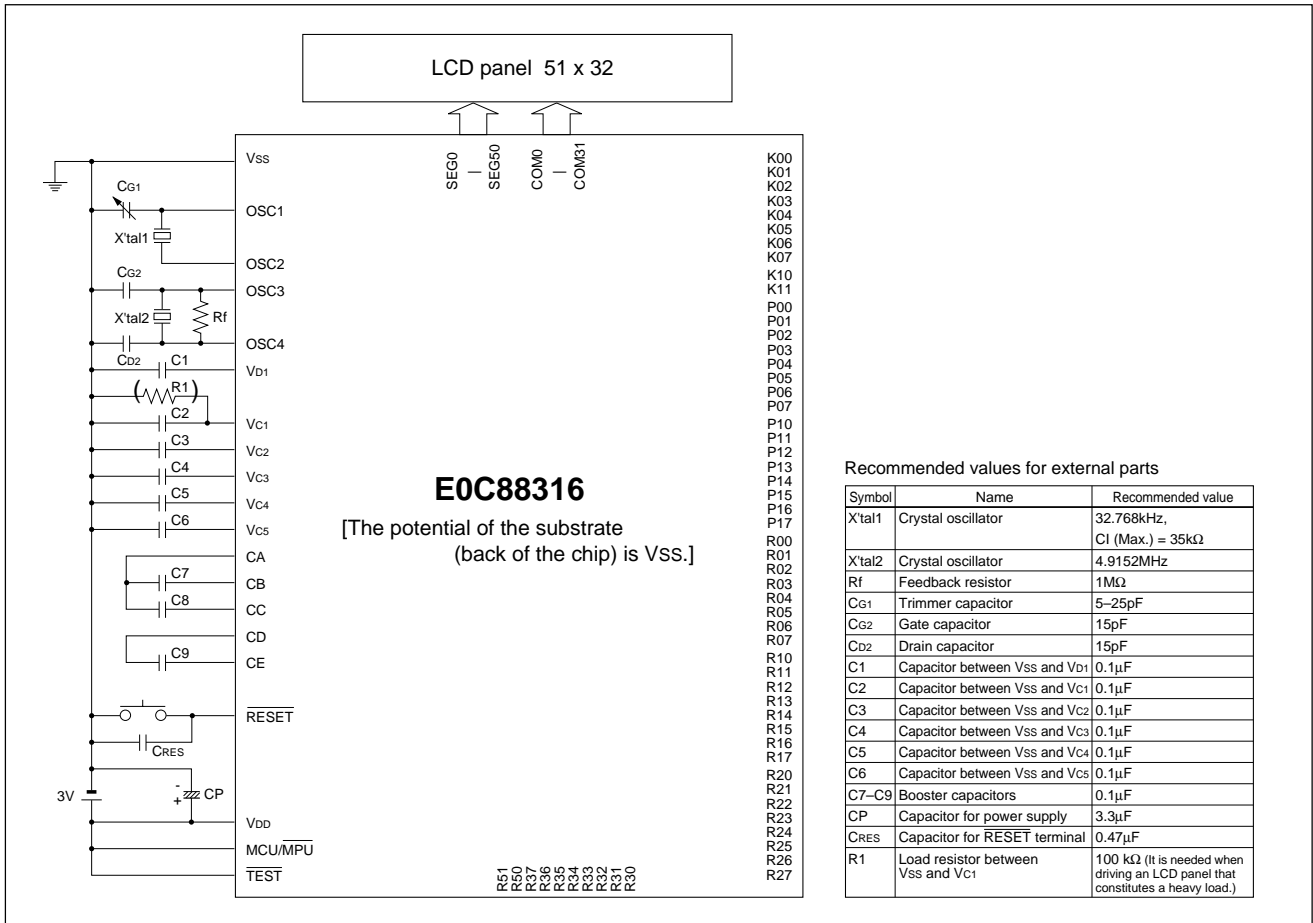 LCD panel 51 x 32
SEG0
|
SEG50
COM0
|
COM31
VSS
CG1
OSC1
X'tal1
OSC2
CG2
OSC3
X'tal2
Rf
OSC4
CD2
C1
VD1
(R1)
C2
VC1
C3
VC2
C4
VC3
C5
VC4
C6
VC5
CA
C7
CB
C8
CC
CD
C9
CE
RESET
CRES
3V
-
+
CP
VDD
MCU/MPU
TEST
E0C88316
[The potential of the substrate
(back of the chip) is VSS.]
K00
K01
K02
K03
K04
K05
K06
K07
K10
K11
P00
P01
P02
P03
P04
P05
P06
P07
P10
P11
P12
P13
P14
P15
P16
P17
R00
R01
R02
R03
R04
R05
R06
R07
R10
R11
R12
R13
R14
R15
R16
R17
R20
R21
R22
R23
R24
R25
R26
R27
R51
R50
R37
R36
R35
R34
R33
R32
R31
R30
Recommended values for external parts
Symbol Name Recommended value
X'tal1 Crystal oscillator 32.768kHz,
CI (Max.) = 35kΩ
X'tal2 Crystal oscillator 4.9152MHz
Rf Feedback resistor 1MΩ
CG1 Trimmer capacitor 5–25pF
CG2 Gate capacitor 15pF
CD2 Drain capacitor 15pF
C1 Capacitor between VSS and VD1 0.1µF
C2 Capacitor between VSS and VC1 0.1µF
C3 Capacitor between VSS and VC2 0.1µF
C4 Capacitor between VSS and VC3 0.1µF
C5 Capacitor between VSS and VC4 0.1µF
C6 Capacitor between VSS and VC5 0.1µF
C7–C9 Booster capacitors 0.1µF
CP Capacitor for power supply 3.3µF
CRES Capacitor for RESET terminal 0.47µF
R1 Load resistor between 100 kΩ (It is needed when
VSS and VC1 driving an LCD panel that
constitutes a heavy load.)